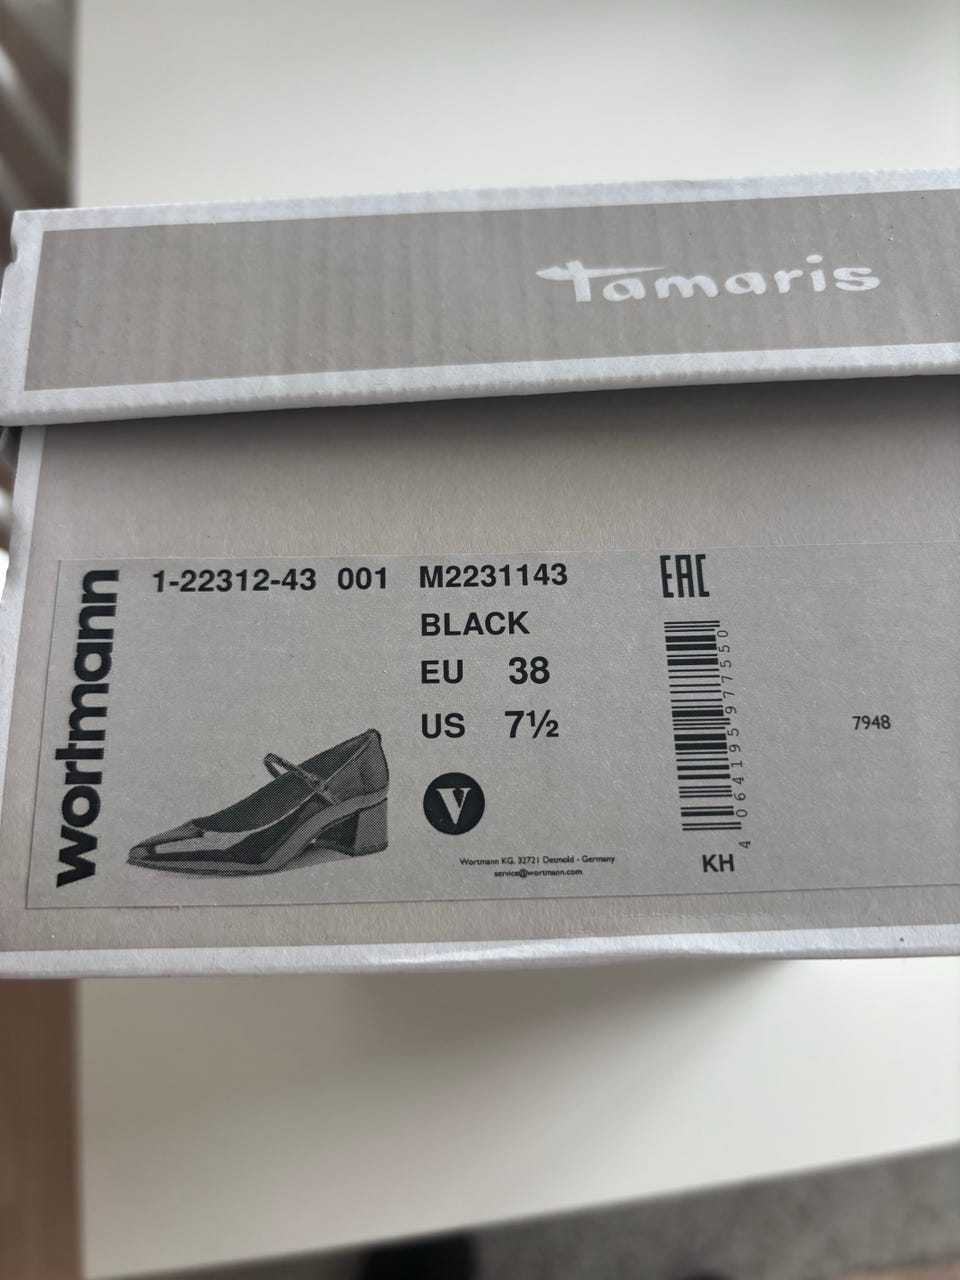 Tamaris
wortmann
1-22312-43 001 M2231143
BLACK
EU 38
US 7½
V
Wortmann KG. 32721 Detmold - Germany
service@wortmann.com
EAC
4 064195 977550
KH
7948